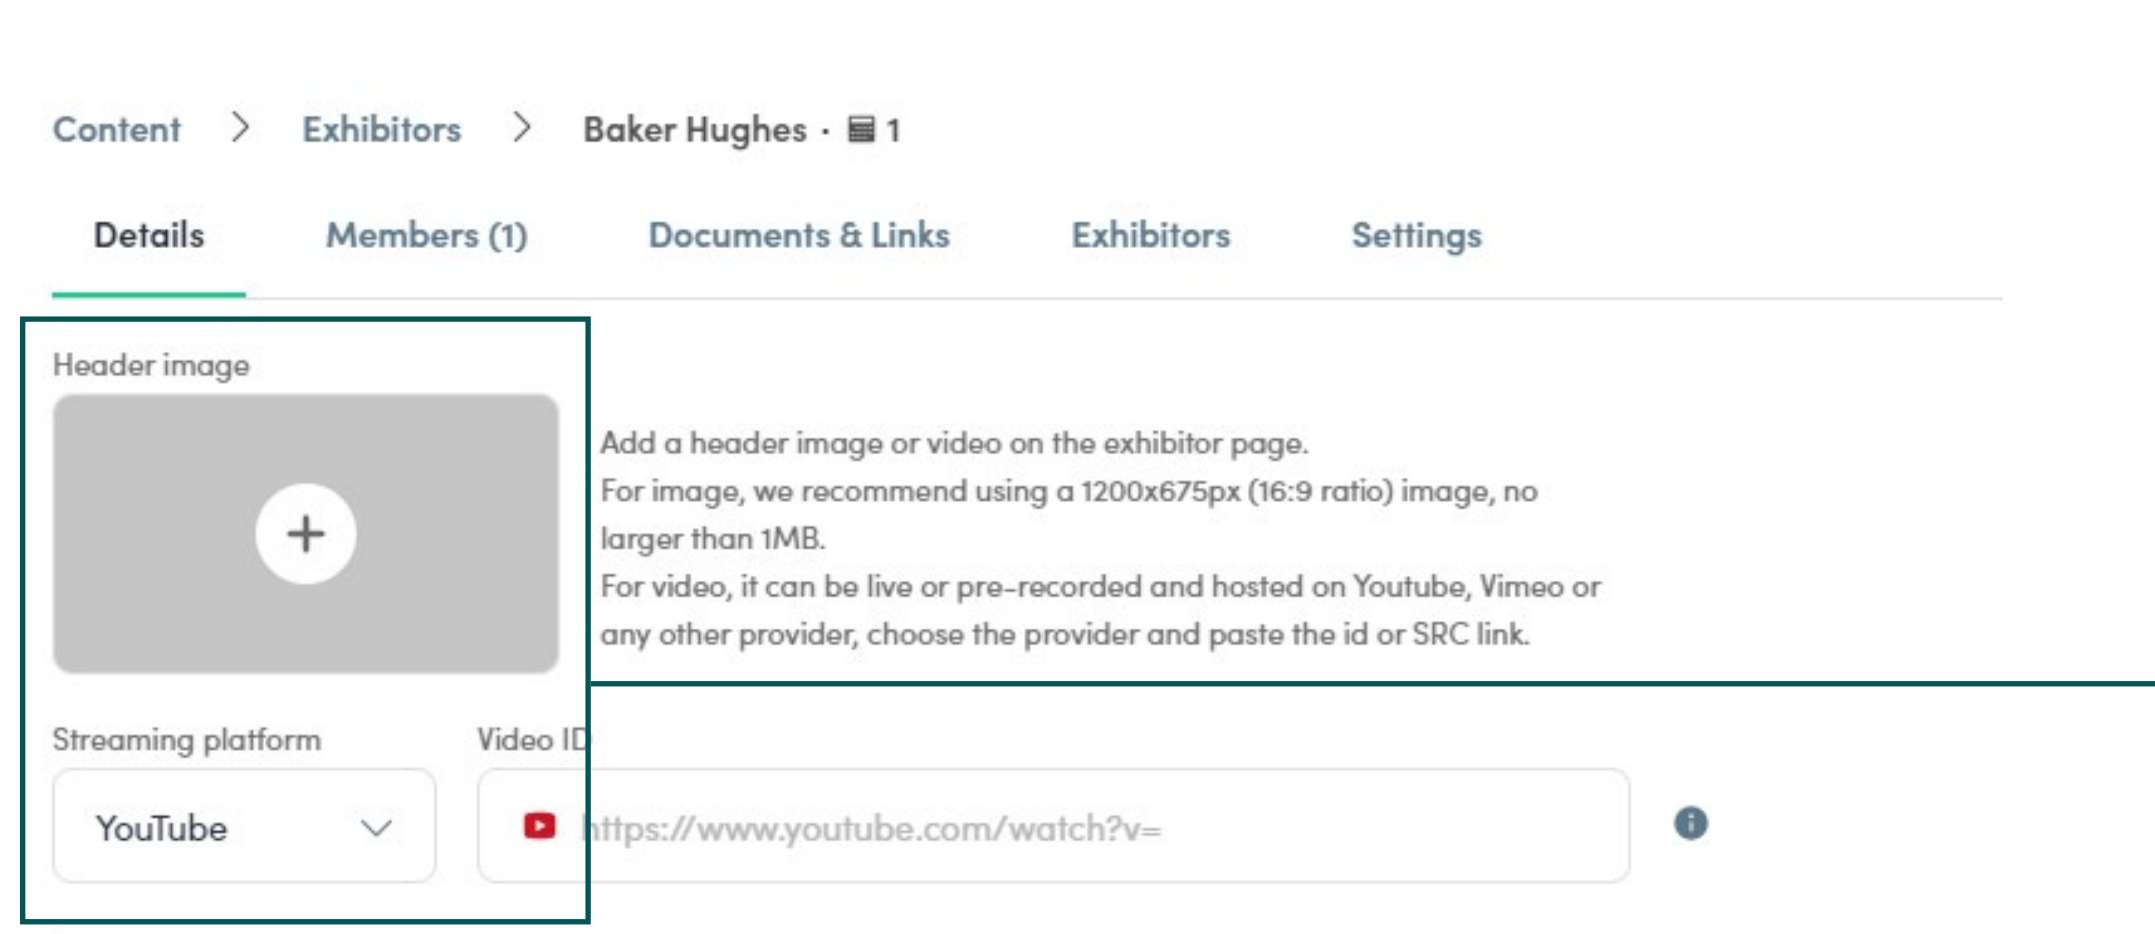 Content > Exhibitors > Baker Hughes · 1
Details Members (1) Documents & Links Exhibitors Settings
Header image
Add a header image or video on the exhibitor page.
For image, we recommend using a 1200x675px (16:9 ratio) image, no
larger than 1MB.
For video, it can be live or pre-recorded and hosted on Youtube, Vimeo or
any other provider, choose the provider and paste the id or SRC link.
Streaming platform Video ID
YouTube https://www.youtube.com/watch?v=